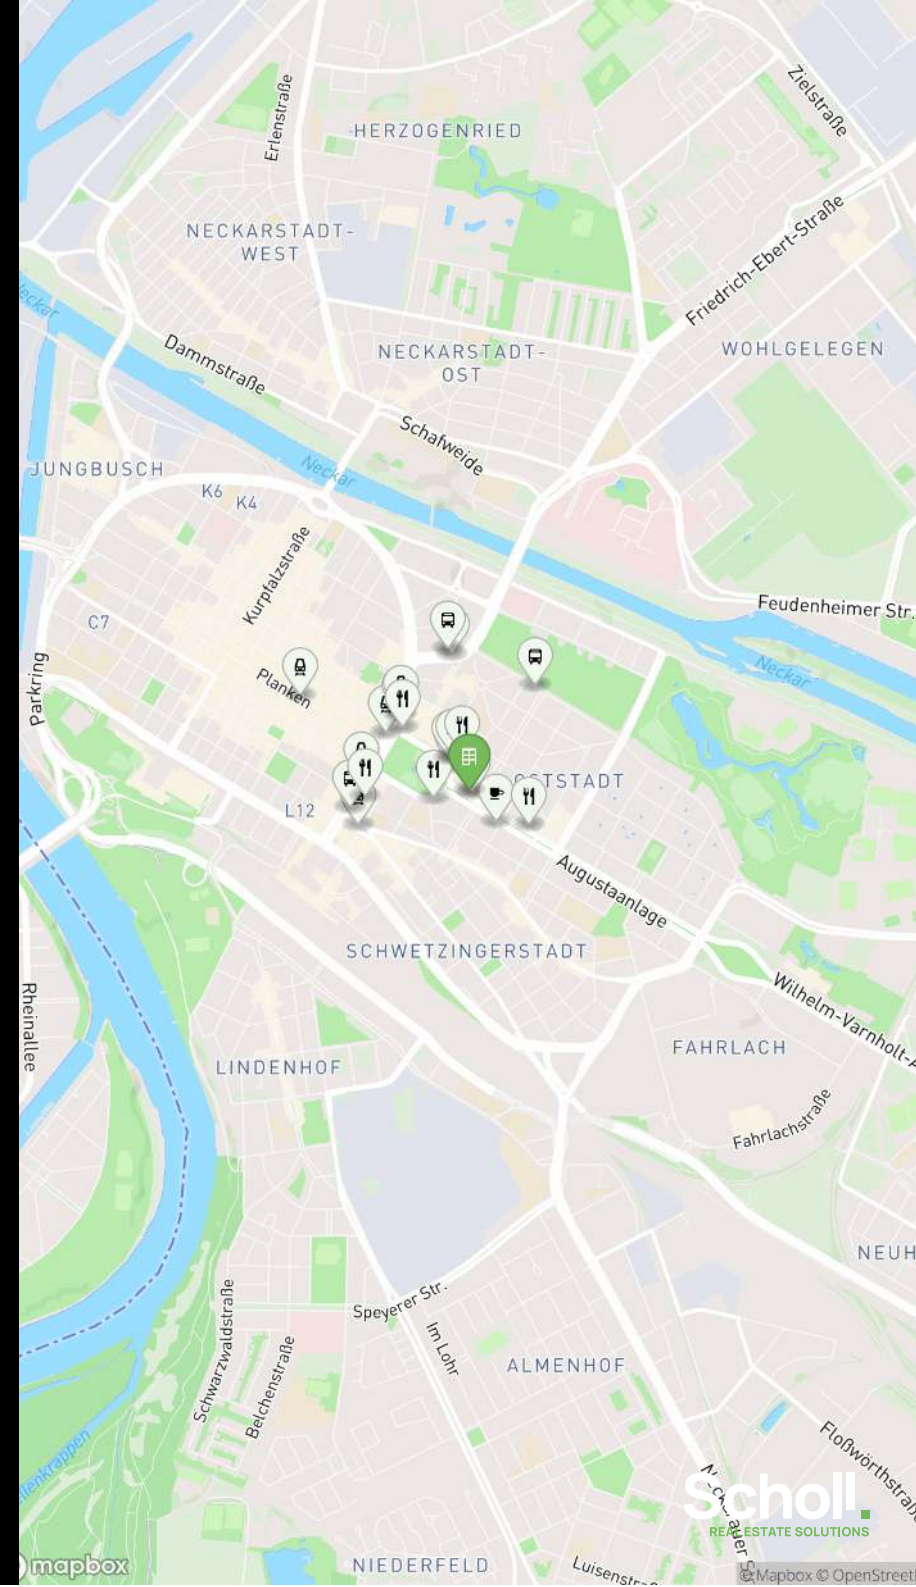 Zielstraße
Erlenstraße
HERZOGENRIED
Friedrich-Ebert-Straße
NECKARSTADT-
WEST
Neckar
Dammstraße
NECKARSTADT-
OST
WOHLGELEGEN
Schafweide
JUNGBUSCH
Neckar
K6
K4
Kurpfalzstraße
Feudenheimer Str.
C7
Parkring
Planken
Neckar
OSTSTADT
L12
Augustaanlage
SCHWETZINGERSTADT
Wilhelm-Varnholt-A
Rheinallee
FAHRLACH
LINDENHOF
Fahrlachstraße
NEUH
Schwarzwaldstraße
Speyerer Str.
Im Lohr
Belchenstraße
ALMENHOF
Floßwörthstraße
Scholl.
REAL ESTATE SOLUTIONS
mapbox
NIEDERFELD
Luisenstraß
© Mapbox © OpenStreet